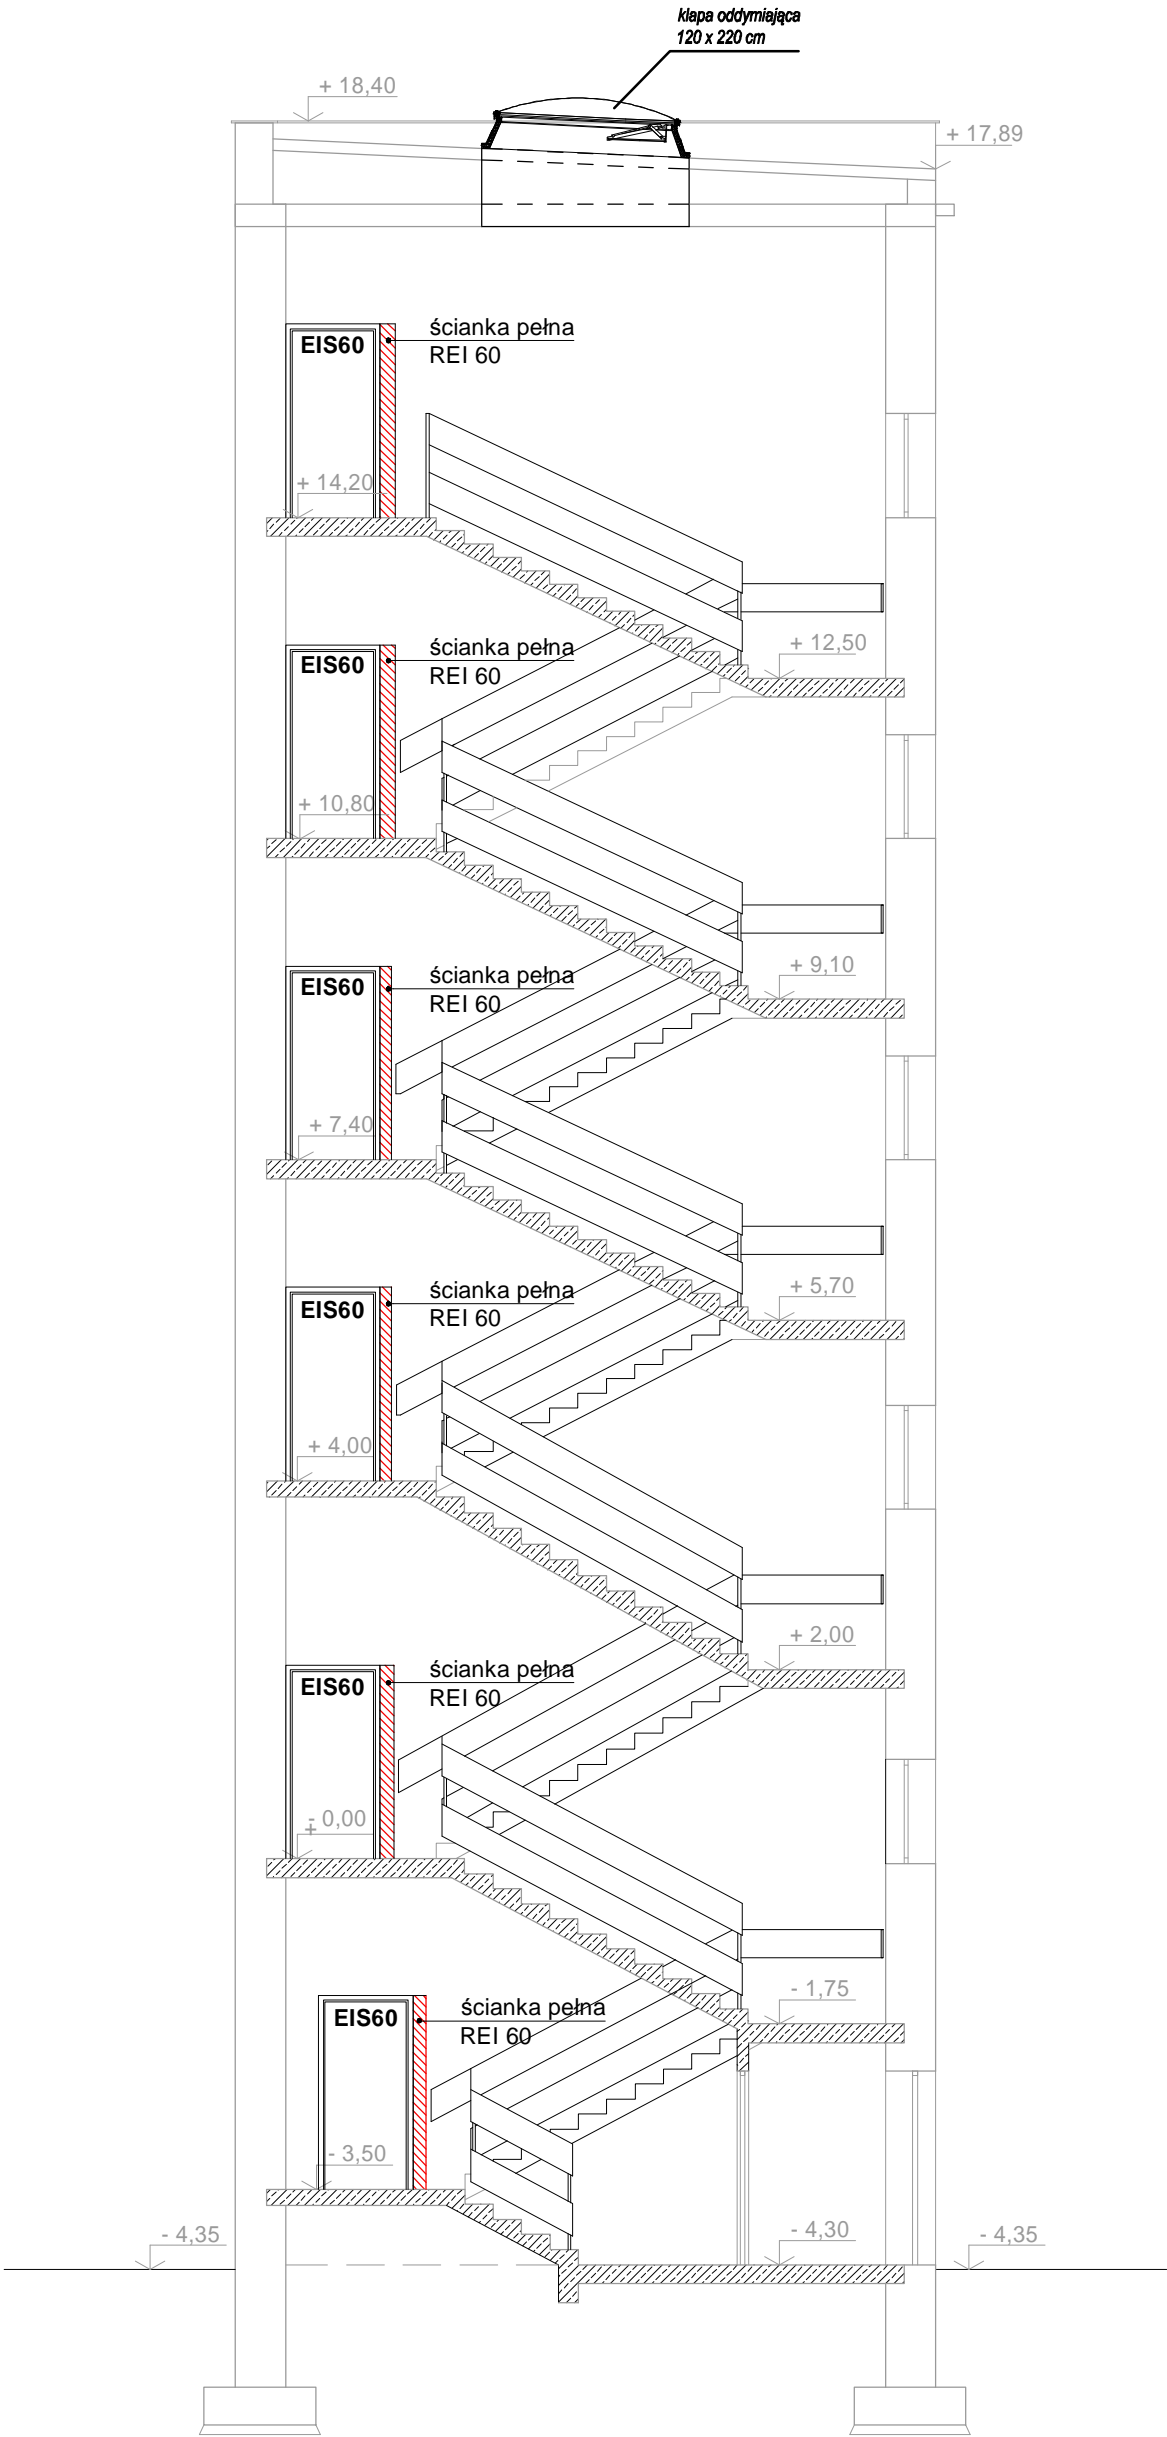 klapa oddymiająca
120 x 220 cm
+ 18,40
+ 17,89
ścianka pełna
REI 60
EIS60
+ 14,20
+ 12,50
ścianka pełna
REI 60
EIS60
+ 10,80
+ 9,10
ścianka pełna
REI 60
EIS60
+ 7,40
+ 5,70
ścianka pełna
REI 60
EIS60
+ 4,00
+ 2,00
ścianka pełna
REI 60
EIS60
+- 0,00
- 1,75
ścianka pełna
REI 60
EIS60
- 3,50
- 4,35
- 4,30
- 4,35